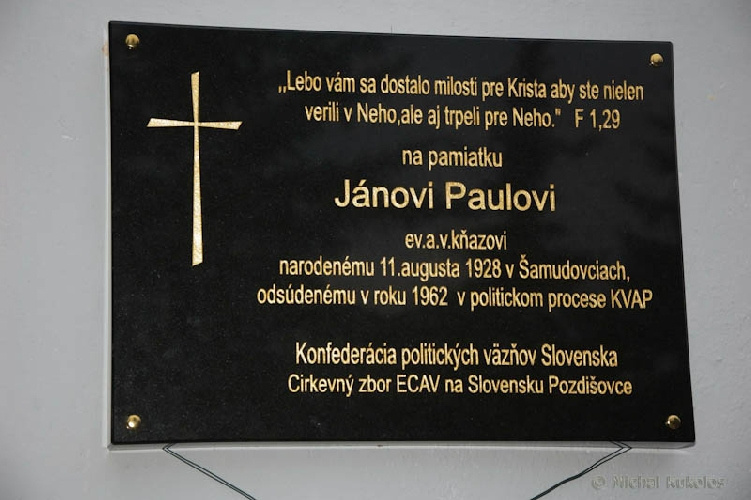 „Lebo vám sa dostalo milosti pre Krista aby ste nielen
verili v Neho,ale aj trpeli pre Neho." F 1,29
na pamiatku
Jánovi Paulovi
ev.a.v.kňazovi
narodenému 11.augusta 1928 v Šamudovciach,
odsúdenému v roku 1962 v politickom procese KVAP
Konfederácia politických väzňov Slovenska
Cirkevný zbor ECAV na Slovensku Pozdišovce
© Michal Kukolos